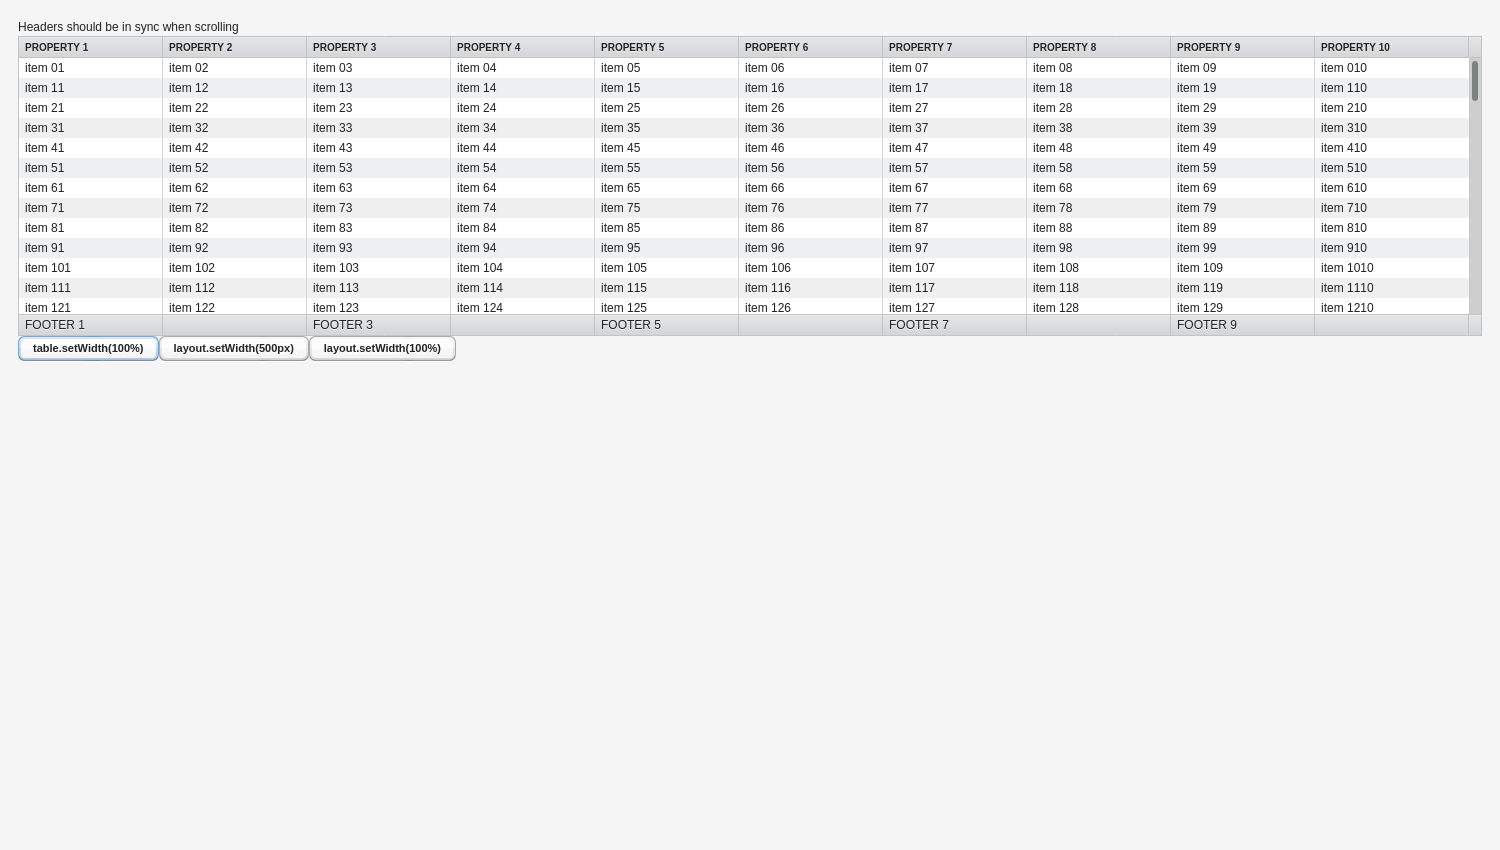 Headers should be in sync when scrolling
PROPERTY 1 PROPERTY 2 PROPERTY 3 PROPERTY 4 PROPERTY 5 PROPERTY 6 PROPERTY 7 PROPERTY 8 PROPERTY 9 PROPERTY 10
item 01 item 02 item 03 item 04 item 05 item 06 item 07 item 08 item 09 item 010
item 11 item 12 item 13 item 14 item 15 item 16 item 17 item 18 item 19 item 110
item 21 item 22 item 23 item 24 item 25 item 26 item 27 item 28 item 29 item 210
item 31 item 32 item 33 item 34 item 35 item 36 item 37 item 38 item 39 item 310
item 41 item 42 item 43 item 44 item 45 item 46 item 47 item 48 item 49 item 410
item 51 item 52 item 53 item 54 item 55 item 56 item 57 item 58 item 59 item 510
item 61 item 62 item 63 item 64 item 65 item 66 item 67 item 68 item 69 item 610
item 71 item 72 item 73 item 74 item 75 item 76 item 77 item 78 item 79 item 710
item 81 item 82 item 83 item 84 item 85 item 86 item 87 item 88 item 89 item 810
item 91 item 92 item 93 item 94 item 95 item 96 item 97 item 98 item 99 item 910
item 101 item 102 item 103 item 104 item 105 item 106 item 107 item 108 item 109 item 1010
item 111 item 112 item 113 item 114 item 115 item 116 item 117 item 118 item 119 item 1110
item 121 item 122 item 123 item 124 item 125 item 126 item 127 item 128 item 129 item 1210
FOOTER 1 FOOTER 3 FOOTER 5 FOOTER 7 FOOTER 9
table.setWidth(100%) layout.setWidth(500px) layout.setWidth(100%)